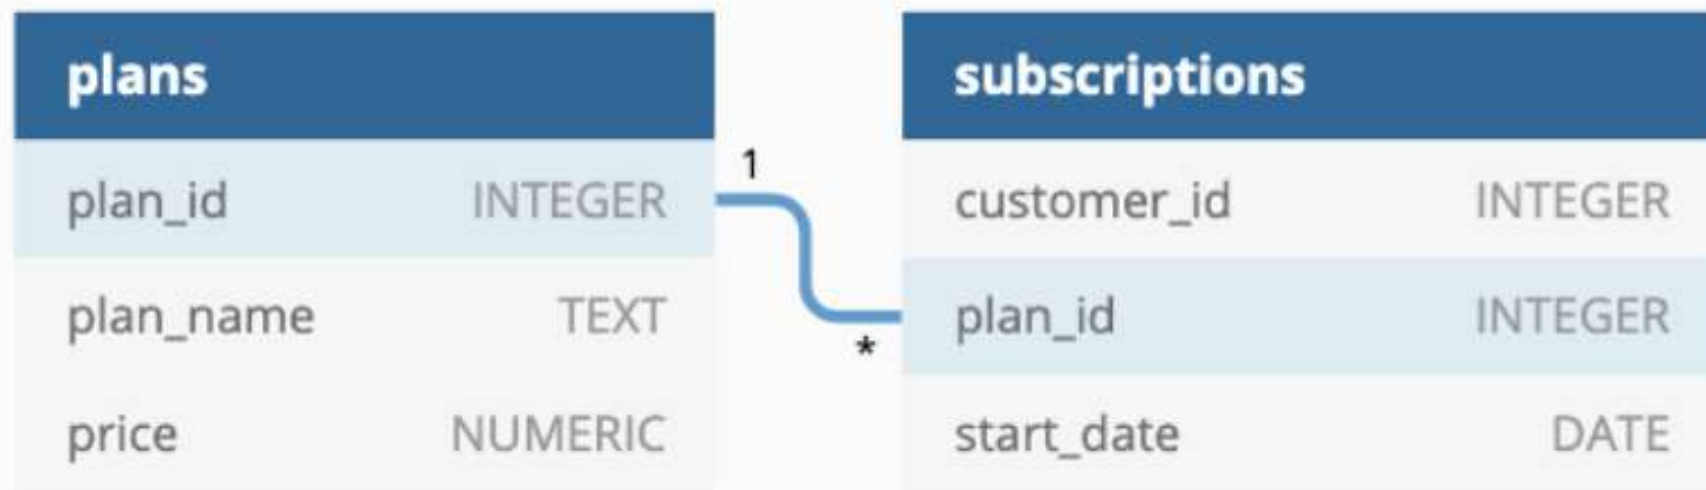 plans
plan_id INTEGER
plan_name TEXT
price NUMERIC
1
*
subscriptions
customer_id INTEGER
plan_id INTEGER
start_date DATE